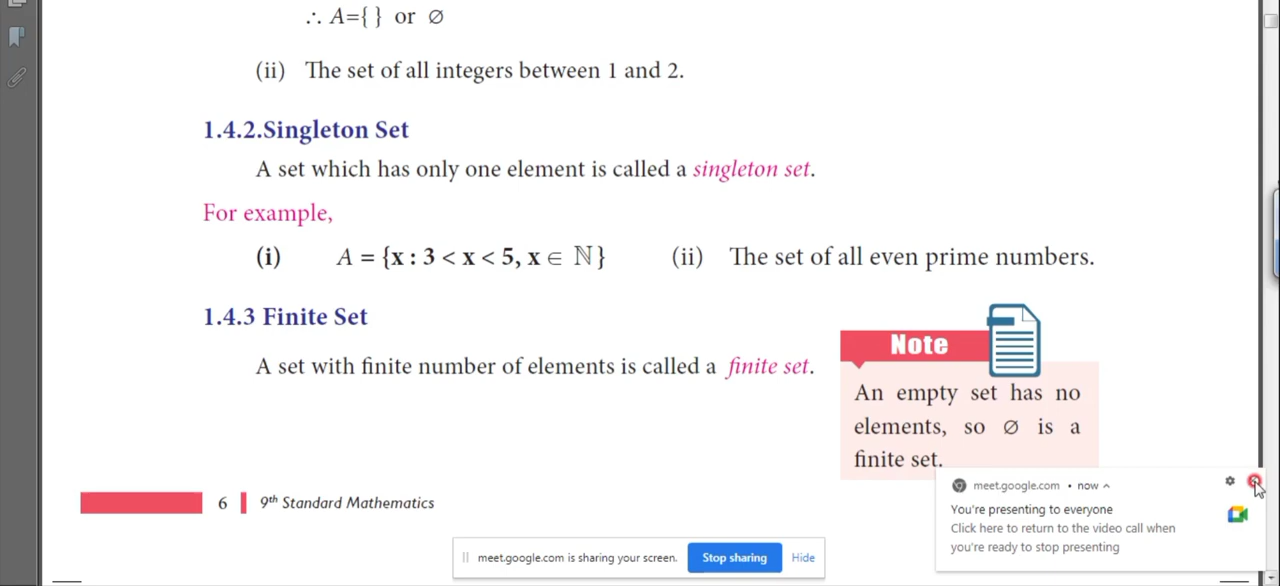 ∴ A={ } or ∅
(ii) The set of all integers between 1 and 2.
1.4.2.Singleton Set
A set which has only one element is called a singleton set.
For example,
(i) A = {x : 3 < x < 5, x ∈ ℕ} (ii) The set of all even prime numbers.
1.4.3 Finite Set
A set with finite number of elements is called a finite set.
Note
An empty set has no
elements, so ∅ is a
finite set.
6 9th Standard Mathematics
meet.google.com • now
You're presenting to everyone
Click here to return to the video call when
you're ready to stop presenting
meet.google.com is sharing your screen. Stop sharing Hide